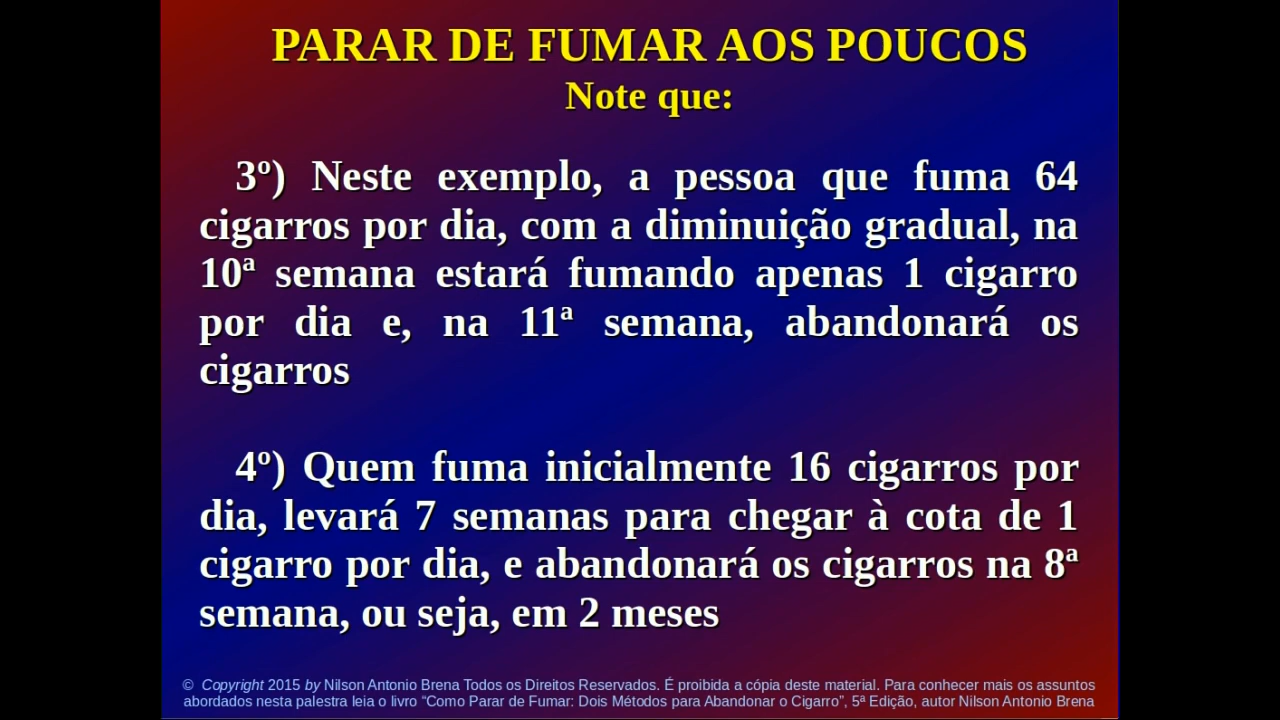 PARAR DE FUMAR AOS POUCOS
Note que:
3º) Neste exemplo, a pessoa que fuma 64
cigarros por dia, com a diminuição gradual, na
10ª semana estará fumando apenas 1 cigarro
por dia e, na 11ª semana, abandonará os
cigarros
4º) Quem fuma inicialmente 16 cigarros por
dia, levará 7 semanas para chegar à cota de 1
cigarro por dia, e abandonará os cigarros na 8ª
semana, ou seja, em 2 meses
© Copyright 2015 by Nilson Antonio Brena Todos os Direitos Reservados. É proibida a cópia deste material. Para conhecer mais os assuntos
abordados nesta palestra leia o livro “Como Parar de Fumar: Dois Métodos para Abandonar o Cigarro”, 5ª Edição, autor Nilson Antonio Brena